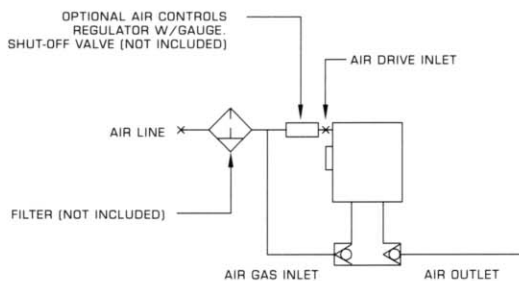 OPTIONAL AIR CONTROLS
REGULATOR W/GAUGE.
SHUT-OFF VALVE (NOT INCLUDED)
AIR DRIVE INLET
AIR LINE
FILTER (NOT INCLUDED)
AIR GAS INLET
AIR OUTLET